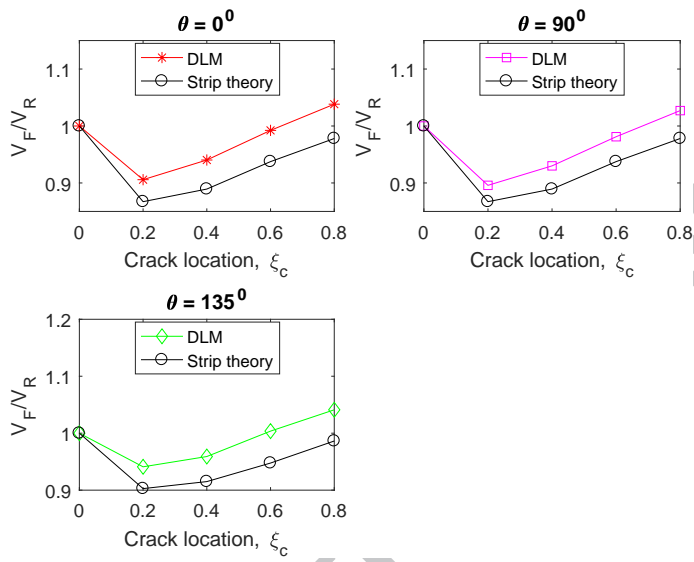 θ = 0⁰
1.1
1
0.9
V_F/V_R
DLM
Strip theory
0 0.2 0.4 0.6 0.8
Crack location, ξ_c
θ = 90⁰
1.1
1
0.9
V_F/V_R
DLM
Strip theory
0 0.2 0.4 0.6 0.8
Crack location, ξ_c
θ = 135⁰
1.2
1.1
1
0.9
V_F/V_R
DLM
Strip theory
0 0.2 0.4 0.6 0.8
Crack location, ξ_c